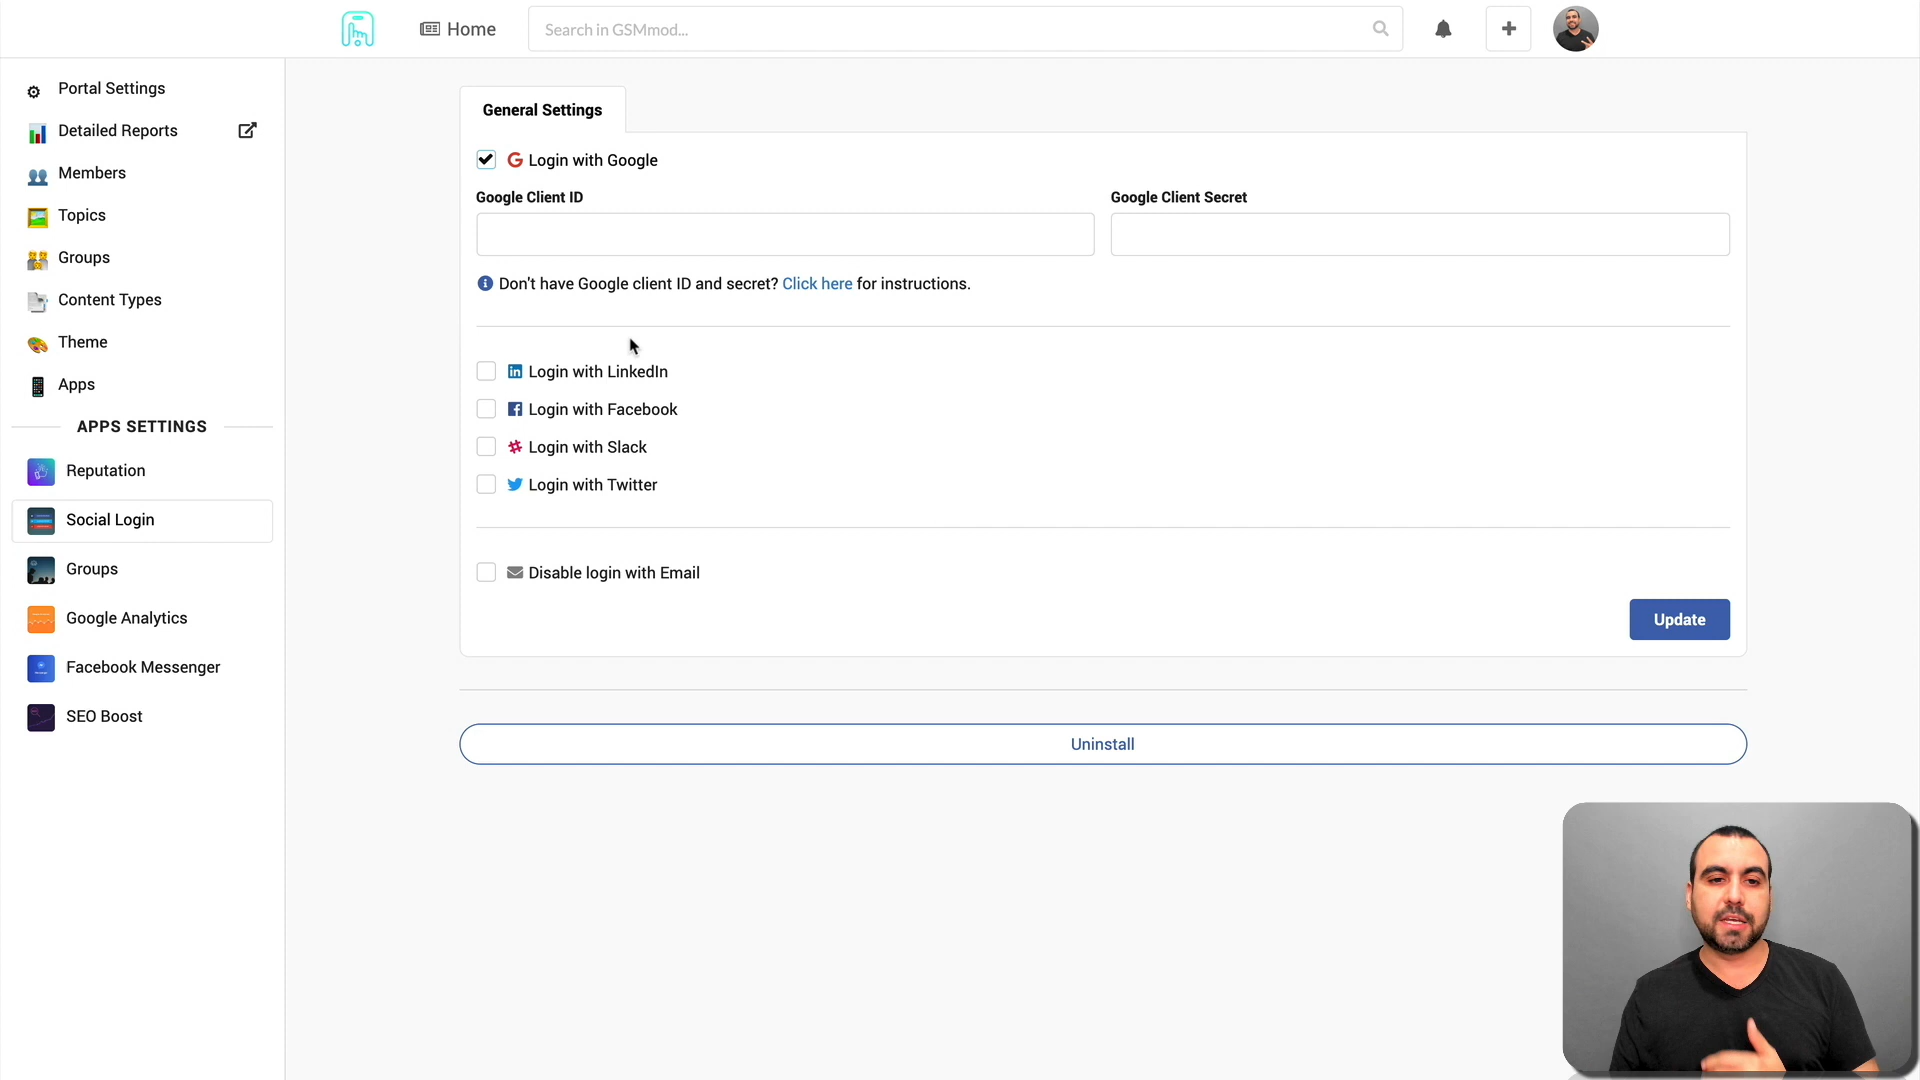 Home
Search in GSMmod...
Portal Settings
Detailed Reports
Members
Topics
Groups
Content Types
Theme
Apps
APPS SETTINGS
Reputation
Social Login
Groups
Google Analytics
Facebook Messenger
SEO Boost
General Settings
Login with Google
Google Client ID
Google Client Secret
Don't have Google client ID and secret? Click here for instructions.
Login with LinkedIn
Login with Facebook
Login with Slack
Login with Twitter
Disable login with Email
Update
Uninstall